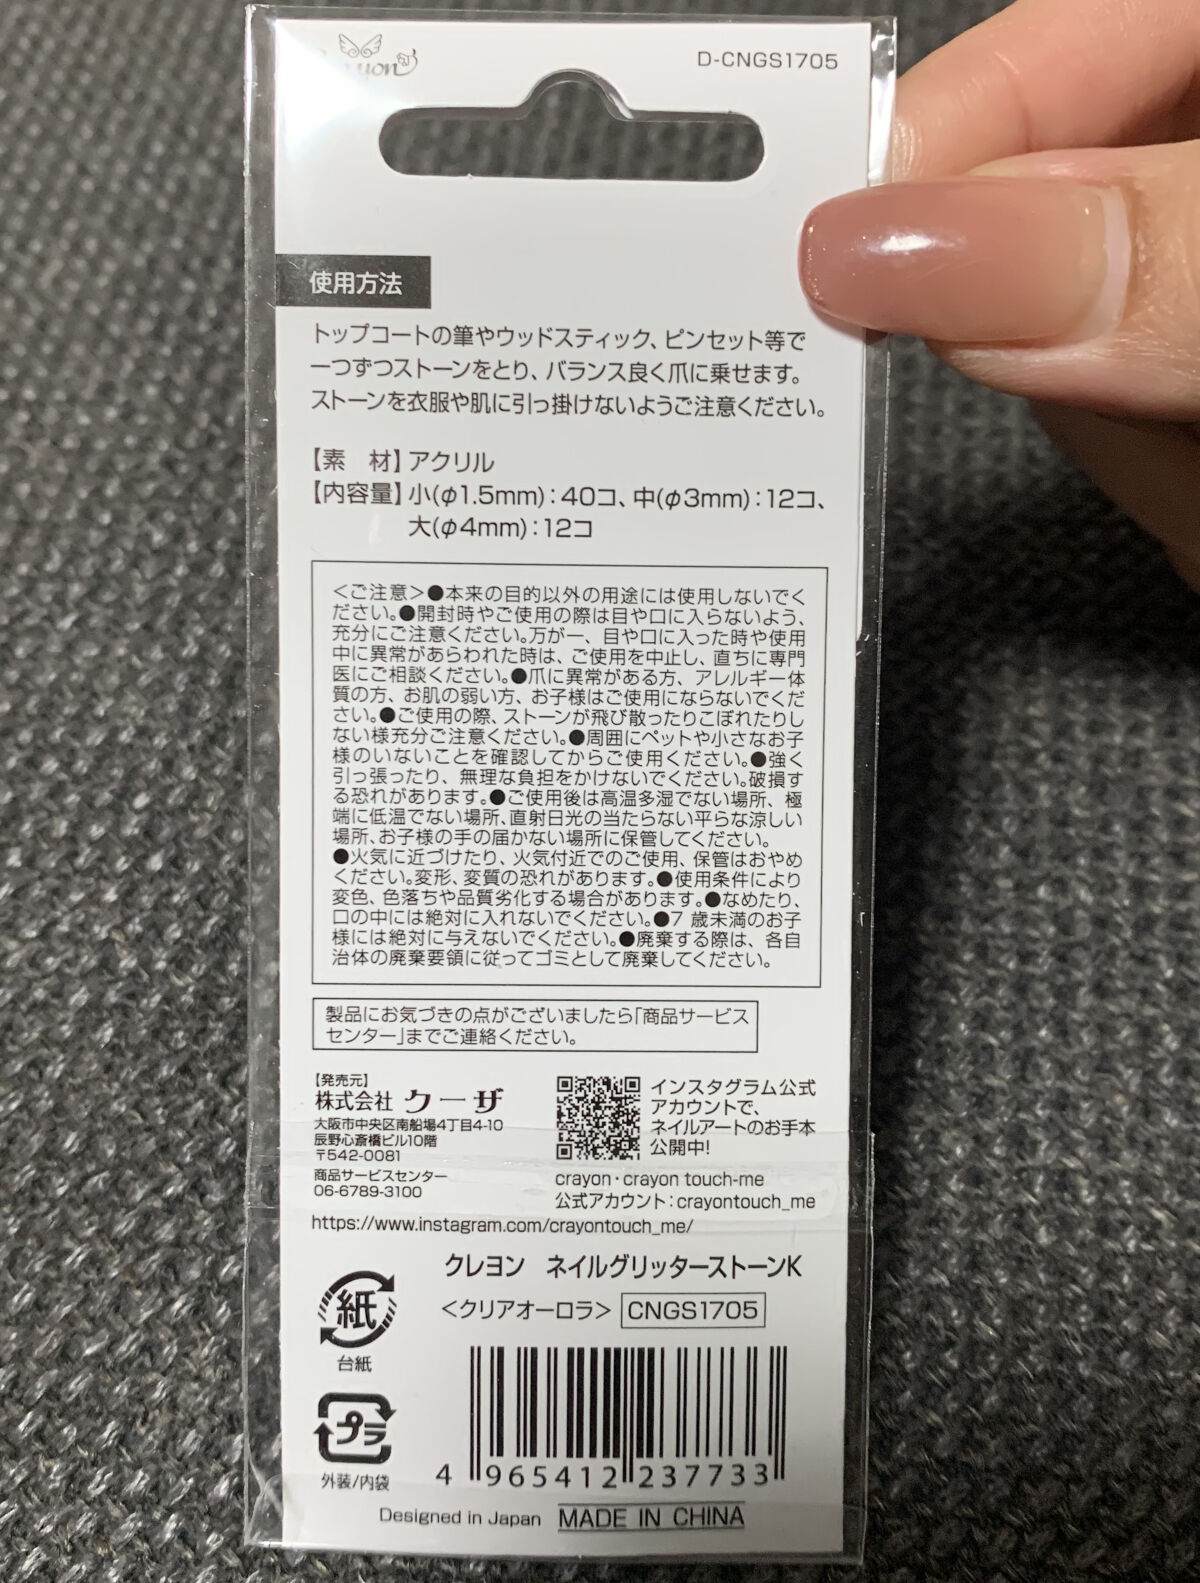 D-CNGS1705
使用方法
トップコートの筆やウッドスティック、ピンセット等で
一つずつストーンをとり、バランス良く爪に乗せます。
ストーンを衣服や肌に引っ掛けないようご注意ください。
【素　材】アクリル
【内容量】小(φ1.5mm):40コ、中(φ3mm):12コ、
大(φ4mm):12コ
＜ご注意＞●本来の目的以外の用途には使用しないでく
ださい。●開封時やご使用の際は目や口に入らないよう、
充分にご注意ください。万が一、目や口に入った時や使用
中に異常があらわれた時は、ご使用を中止し、直ちに専門
医にご相談ください。●爪に異常がある方、アレルギー体
質の方、お肌の弱い方、お子様はご使用にならないでくだ
さい。●ご使用の際、ストーンが飛び散ったりこぼれたりし
ない様充分ご注意ください。●周囲にペットや小さなお子
様のいないことを確認してからご使用ください。●強く
引っ張ったり、無理な負担をかけないでください。破損す
る恐れがあります。●ご使用後は高温多湿でない場所、極
端に低温でない場所、直射日光の当たらない平らな涼しい
場所、お子様の手の届かない場所に保管してください。
●火気に近づけたり、火気付近でのご使用、保管はおやめ
ください。変形、変質の恐れがあります。●使用条件により
変色、色落ちや品質劣化する場合があります。●なめたり、
口の中には絶対に入れないでください。●7 歳未満のお子
様には絶対に与えないでください。●廃棄する際は、各自
治体の廃棄要領に従ってゴミとして廃棄してください。
製品にお気づきの点がございましたら「商品サービス
センター」までご連絡ください。
【発売元】
株式会社 クーザ
大阪市中央区南船場4丁目4-10
辰野心斎橋ビル10階
〒542-0081
商品サービスセンター
06-6789-3100
インスタグラム公式
アカウントで、
ネイルアートのお手本
公開中!
crayon・crayon touch-me
公式アカウント:crayontouch_me
https://www.instagram.com/crayontouch_me/
クレヨン　ネイルグリッターストーンK
＜クリアオーロラ＞ CNGS1705
紙
台紙
プラ
外装/内袋
4 965412 237733
Designed in Japan MADE IN CHINA